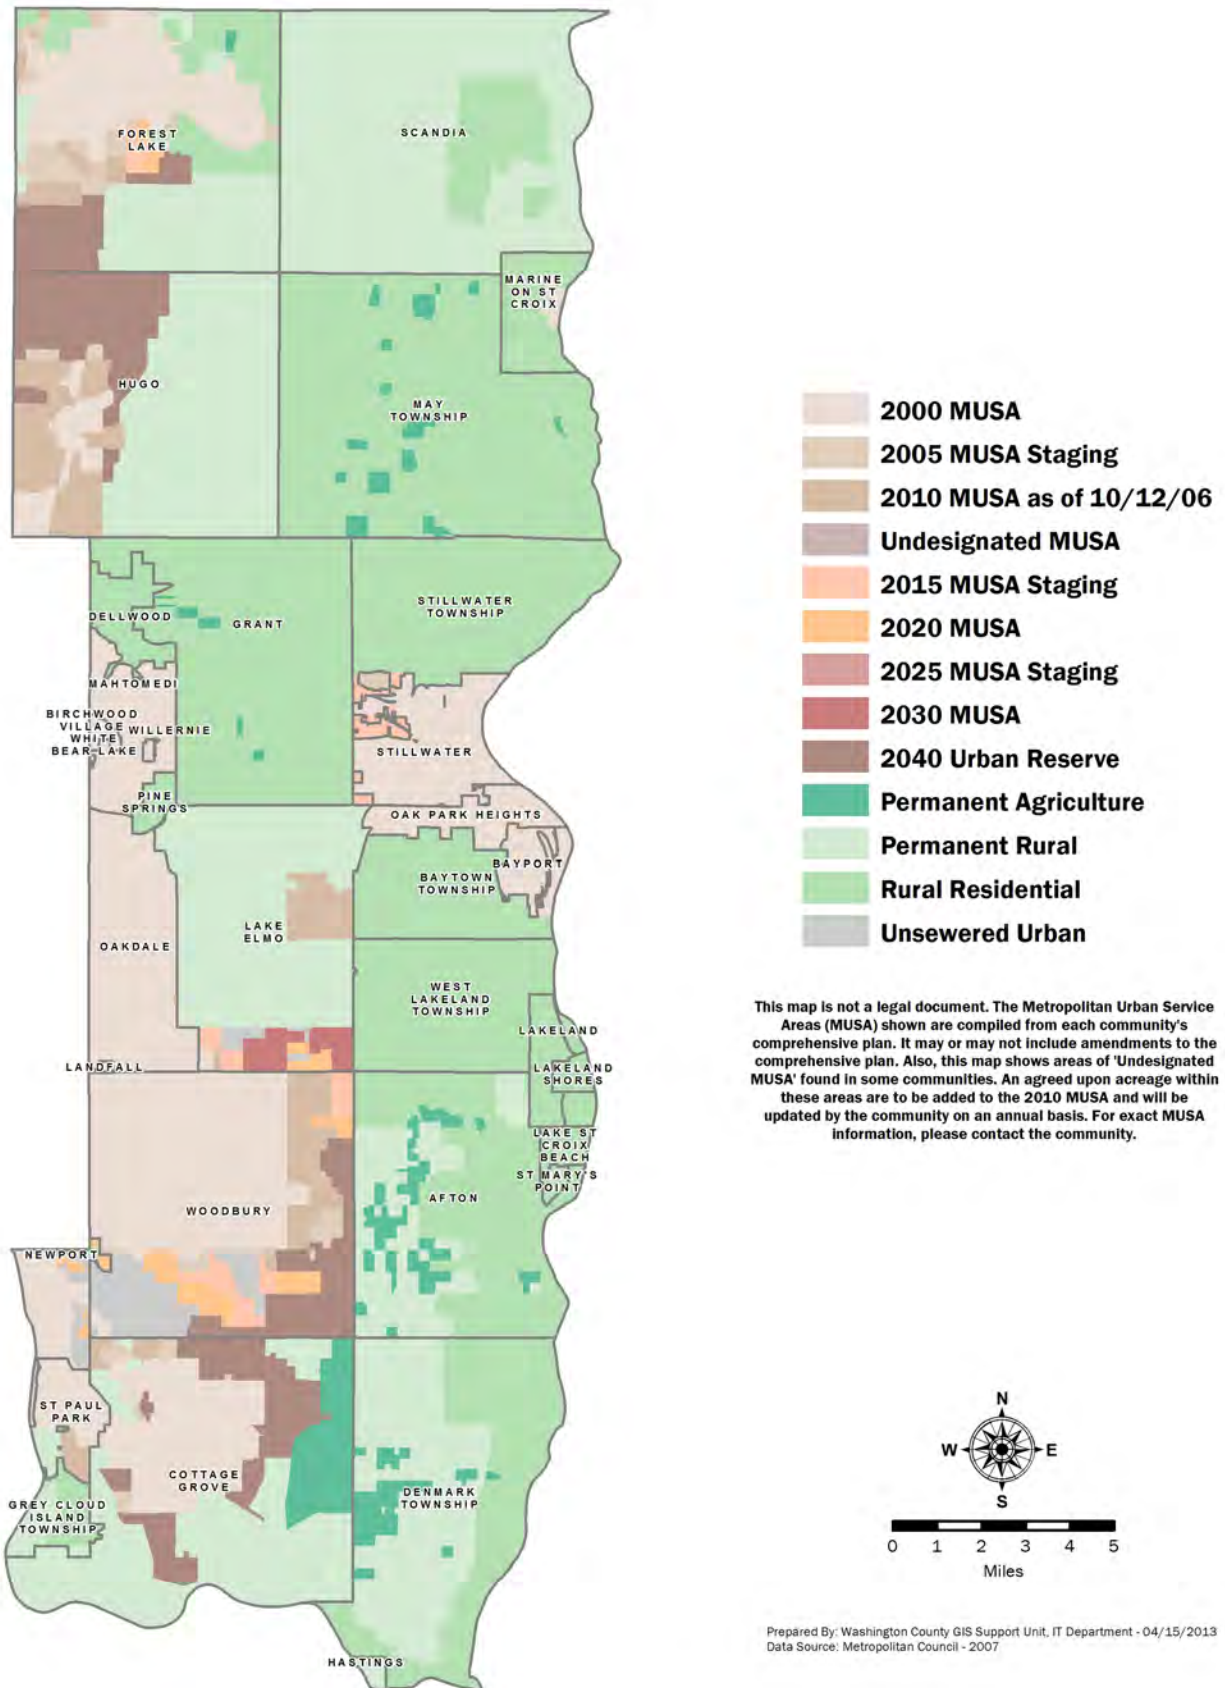 FOREST
LAKE
SCANDIA
MARINE
ON ST
CROIX
HUGO
MAY
TOWNSHIP
STILLWATER
TOWNSHIP
DELLWOOD
GRANT
MAHTOMEDI
BIRCHWOOD
VILLAGE
WHITE
BEAR LAKE
WILLERNIE
STILLWATER
PINE
SPRINGS
OAK PARK HEIGHTS
BAYPORT
BAYTOWN
TOWNSHIP
LAKE
ELMO
OAKDALE
WEST
LAKELAND
TOWNSHIP
LAKELAND
LANDFALL
LAKELAND
SHORES
LAKE ST
CROIX
BEACH
ST MARY'S
POINT
AFTON
WOODBURY
NEWPORT
ST PAUL
PARK
COTTAGE
GROVE
DENMARK
TOWNSHIP
GREY CLOUD
ISLAND
TOWNSHIP
HASTINGS
2000 MUSA
2005 MUSA Staging
2010 MUSA as of 10/12/06
Undesignated MUSA
2015 MUSA Staging
2020 MUSA
2025 MUSA Staging
2030 MUSA
2040 Urban Reserve
Permanent Agriculture
Permanent Rural
Rural Residential
Unsewered Urban
This map is not a legal document. The Metropolitan Urban Service
Areas (MUSA) shown are compiled from each community's
comprehensive plan. It may or may not include amendments to the
comprehensive plan. Also, this map shows areas of 'Undesignated
MUSA' found in some communities. An agreed upon acreage within
these areas are to be added to the 2010 MUSA and will be
updated by the community on an annual basis. For exact MUSA
information, please contact the community.
N
W E
S
0 1 2 3 4 5
Miles
Prepared By: Washington County GIS Support Unit, IT Department - 04/15/2013
Data Source: Metropolitan Council - 2007